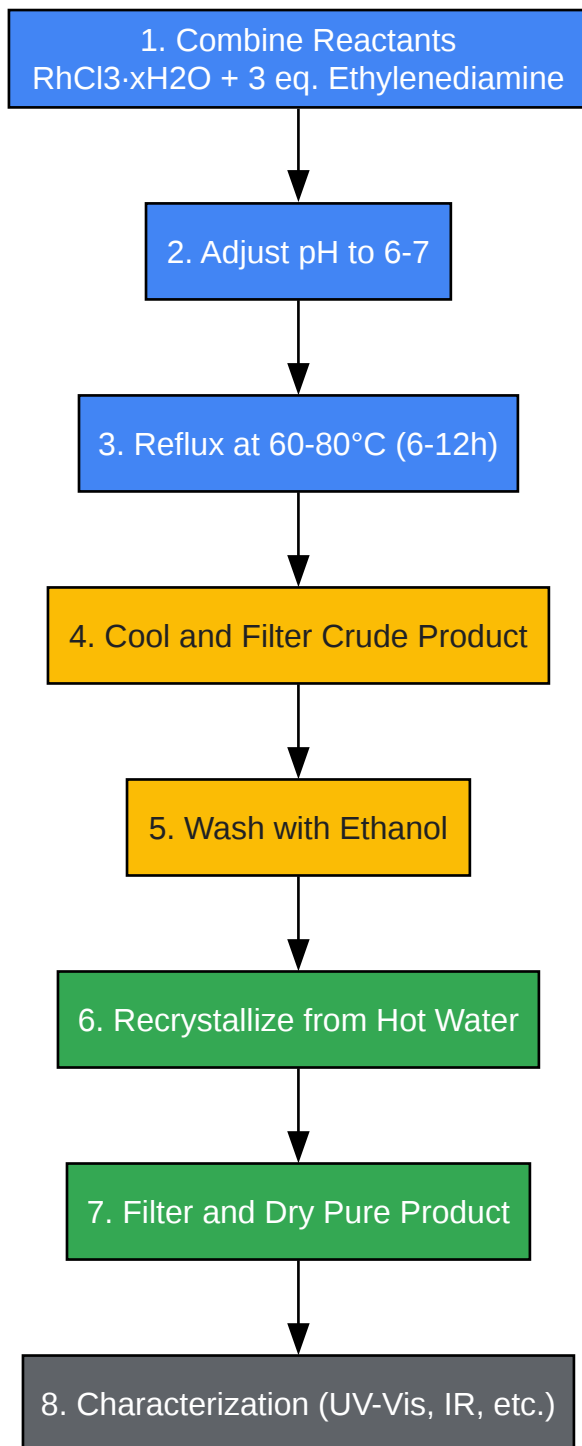 1. Combine Reactants
RhCl3·xH2O + 3 eq. Ethylenediamine
2. Adjust pH to 6-7
3. Reflux at 60-80°C (6-12h)
4. Cool and Filter Crude Product
5. Wash with Ethanol
6. Recrystallize from Hot Water
7. Filter and Dry Pure Product
8. Characterization (UV-Vis, IR, etc.)